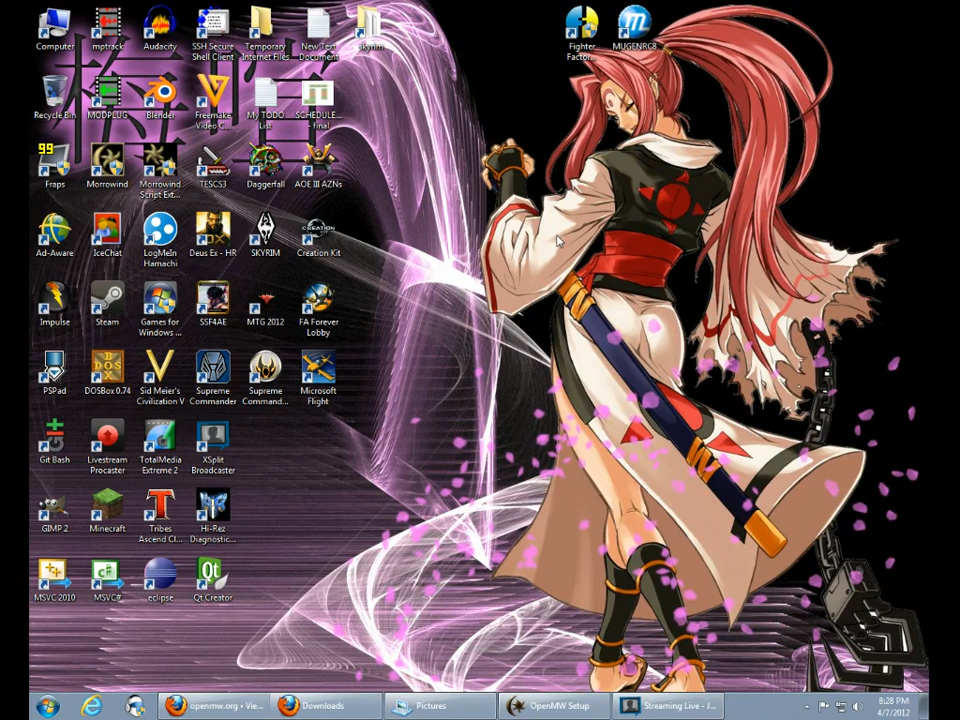 Computer
mptrack
Audacity
SSH Secure
Shell Client
Temporary
Internet Files
New Text
Document
skyrim
Fighter
Factor...
MUGENRC8
Recycle Bin
MODPLUG
Blender
Freemake
Video C...
My TODO
List
SCHEDULE...
- final
99
Fraps
Morrowind
Morrowind
Script Ext...
TESCS3
Daggerfall
AOE III AZNs
Ad-Aware
IceChat
LogMeIn
Hamachi
Deus Ex - HR
SKYRIM
CREATION
Creation Kit
Impulse
Steam
Games for
Windows ...
SSF4AE
MTG 2012
FA Forever
Lobby
PSPad
DOSBox 0.74
Sid Meier's
Civilization V
Supreme
Commander
Supreme
Command...
Microsoft
Flight
Git Bash
Livestream
Procaster
TotalMedia
Extreme 2
XSplit
Broadcaster
GIMP 2
Minecraft
Tribes
Ascend Cl...
Hi-Rez
Diagnostic...
MSVC 2010
MSVC#
eclipse
Qt Creator
openmw.org • Vie...
Downloads
Pictures
OpenMW Setup
Streaming Live - J...
8:28 PM
4/7/2012